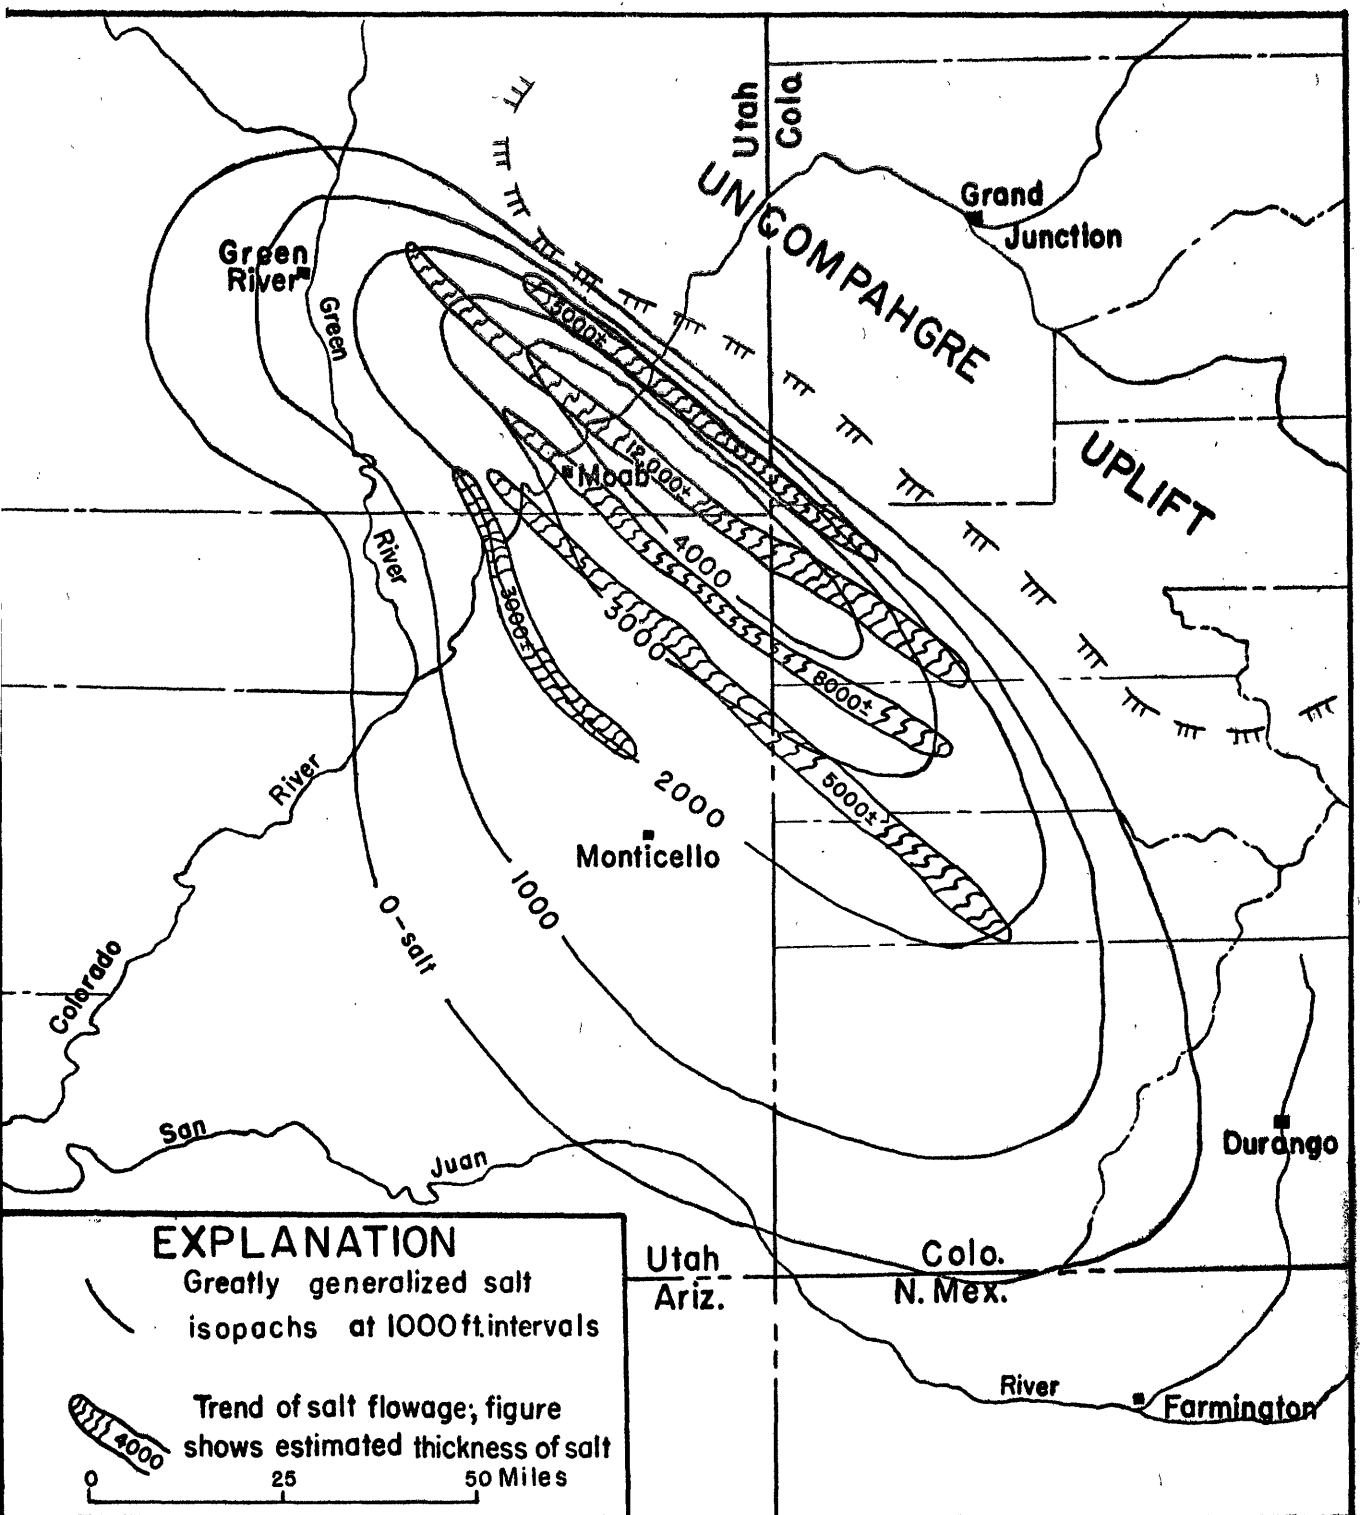 Utah
Colo.
UNCOMPAHGRE
UPLIFT
Grand
Junction
Green
River
Green
River
5000±
12,000±
Moab
4000
3000±
3000
8000±
5000±
2000
Monticello
1000
0-salt
River
Colorado
San
Juan
Durango
Utah
Ariz.
Colo.
N. Mex.
River
Farmington
EXPLANATION
Greatly generalized salt
isopachs at 1000 ft. intervals
Trend of salt flowage; figure
shows estimated thickness of salt
4000
0 25 50 Miles